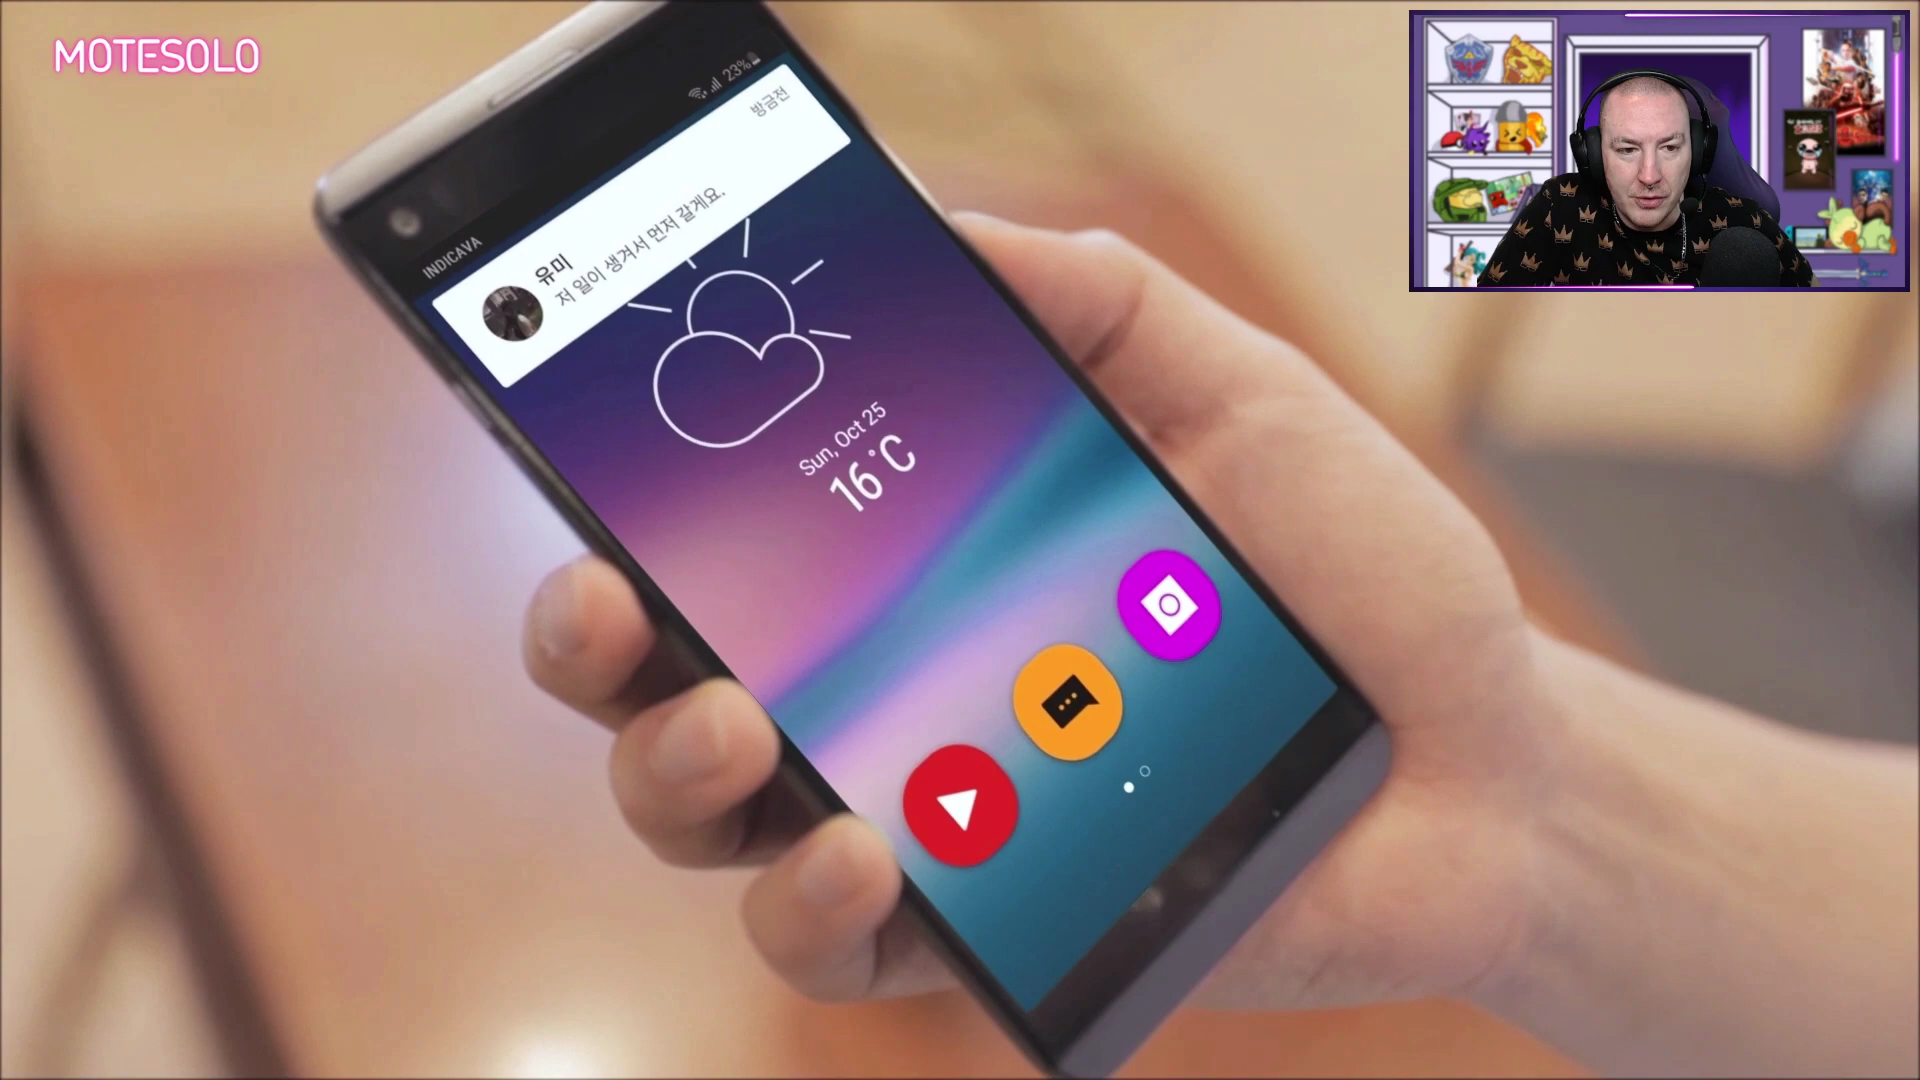 MOTESOLO
INDICAVA
23%
방금전
유미
저 일이 생겨서 먼저 갈게요.
Sun, Oct 25
16°C